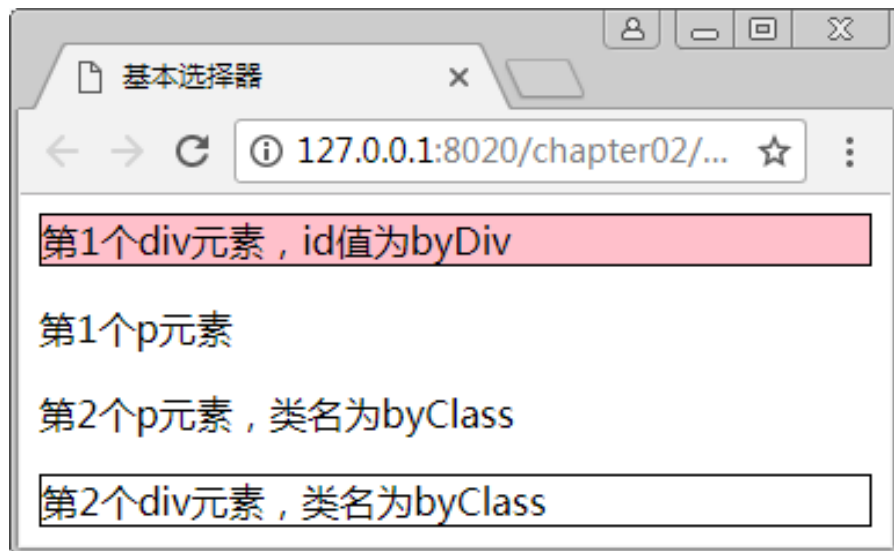 基本选择器
127.0.0.1:8020/chapter02/...
第1个div元素，id值为byDiv
第1个p元素
第2个p元素，类名为byClass
第2个div元素，类名为byClass